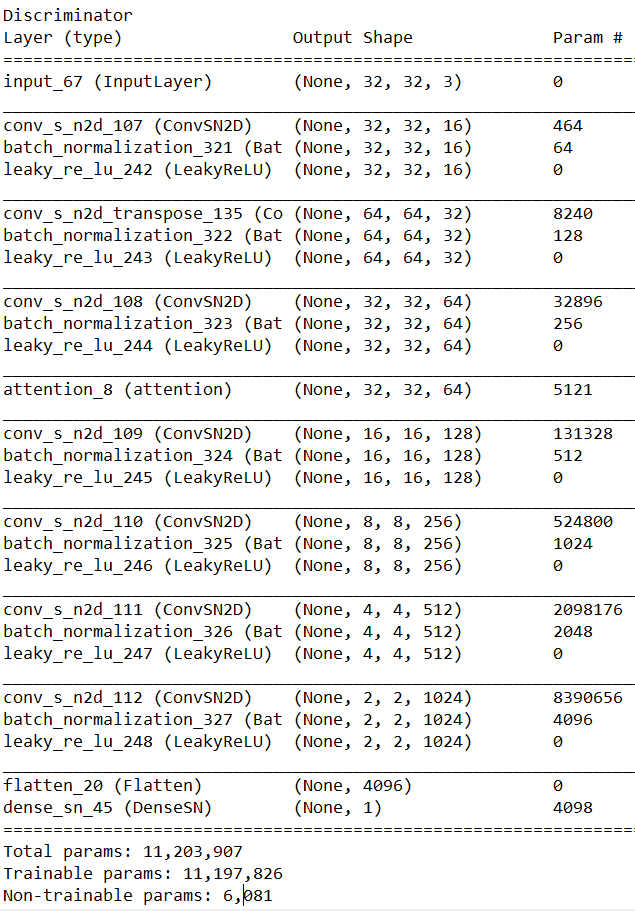 Discriminator
Layer (type) Output Shape Param #
=================================================================
input_67 (InputLayer) (None, 32, 32, 3) 0
_________________________________________________________________
conv_s_n2d_107 (ConvSN2D) (None, 32, 32, 16) 464
batch_normalization_321 (Bat (None, 32, 32, 16) 64
leaky_re_lu_242 (LeakyReLU) (None, 32, 32, 16) 0
_________________________________________________________________
conv_s_n2d_transpose_135 (Co (None, 64, 64, 32) 8240
batch_normalization_322 (Bat (None, 64, 64, 32) 128
leaky_re_lu_243 (LeakyReLU) (None, 64, 64, 32) 0
_________________________________________________________________
conv_s_n2d_108 (ConvSN2D) (None, 32, 32, 64) 32896
batch_normalization_323 (Bat (None, 32, 32, 64) 256
leaky_re_lu_244 (LeakyReLU) (None, 32, 32, 64) 0
_________________________________________________________________
attention_8 (attention) (None, 32, 32, 64) 5121
_________________________________________________________________
conv_s_n2d_109 (ConvSN2D) (None, 16, 16, 128) 131328
batch_normalization_324 (Bat (None, 16, 16, 128) 512
leaky_re_lu_245 (LeakyReLU) (None, 16, 16, 128) 0
_________________________________________________________________
conv_s_n2d_110 (ConvSN2D) (None, 8, 8, 256) 524800
batch_normalization_325 (Bat (None, 8, 8, 256) 1024
leaky_re_lu_246 (LeakyReLU) (None, 8, 8, 256) 0
_________________________________________________________________
conv_s_n2d_111 (ConvSN2D) (None, 4, 4, 512) 2098176
batch_normalization_326 (Bat (None, 4, 4, 512) 2048
leaky_re_lu_247 (LeakyReLU) (None, 4, 4, 512) 0
_________________________________________________________________
conv_s_n2d_112 (ConvSN2D) (None, 2, 2, 1024) 8390656
batch_normalization_327 (Bat (None, 2, 2, 1024) 4096
leaky_re_lu_248 (LeakyReLU) (None, 2, 2, 1024) 0
_________________________________________________________________
flatten_20 (Flatten) (None, 4096) 0
dense_sn_45 (DenseSN) (None, 1) 4098
=================================================================
Total params: 11,203,907
Trainable params: 11,197,826
Non-trainable params: 6,081